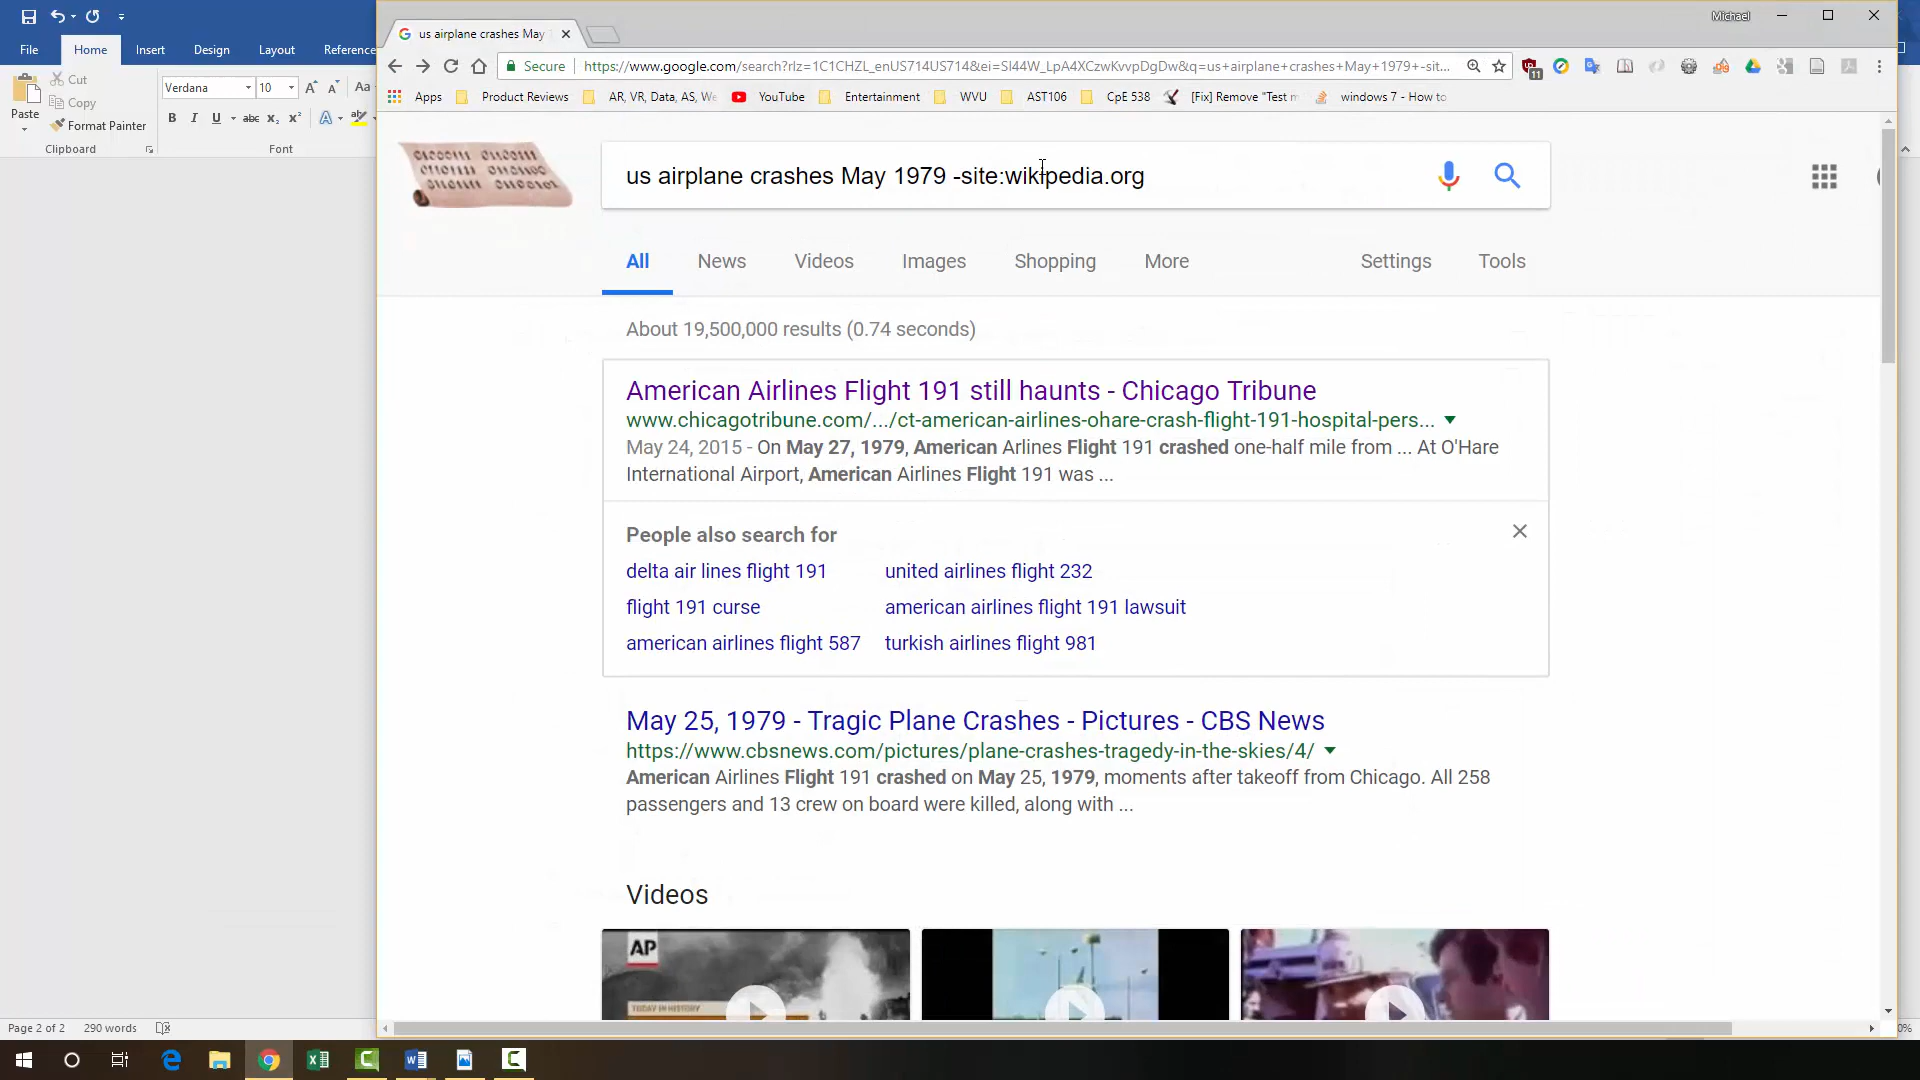 File Home Insert Design Layout Reference
Cut
Copy
Paste
Format Painter
Verdana 10
Clipboard Font
us airplane crashes May
Michael
Secure https://www.google.com/search?rlz=1C1CHZL_enUS714US714&ei=Sl44W_LpA4XCzwKvvpDgDw&q=us+airplane+crashes+May+1979+-sit...
11
Apps Product Reviews AR, VR, Data, AS, We YouTube Entertainment WVU AST106 CpE 538 [Fix] Remove "Test m windows 7 - How to
us airplane crashes May 1979 -site:wikipedia.org
All News Videos Images Shopping More Settings Tools
About 19,500,000 results (0.74 seconds)
American Airlines Flight 191 still haunts - Chicago Tribune
www.chicagotribune.com/.../ct-american-airlines-ohare-crash-flight-191-hospital-pers...
May 24, 2015 - On May 27, 1979, American Arlines Flight 191 crashed one-half mile from ... At O'Hare
International Airport, American Airlines Flight 191 was ...
People also search for
delta air lines flight 191 united airlines flight 232
flight 191 curse american airlines flight 191 lawsuit
american airlines flight 587 turkish airlines flight 981
May 25, 1979 - Tragic Plane Crashes - Pictures - CBS News
https://www.cbsnews.com/pictures/plane-crashes-tragedy-in-the-skies/4/
American Airlines Flight 191 crashed on May 25, 1979, moments after takeoff from Chicago. All 258
passengers and 13 crew on board were killed, along with ...
Videos
AP
TODAY IN HISTORY
Page 2 of 2 290 words
0%